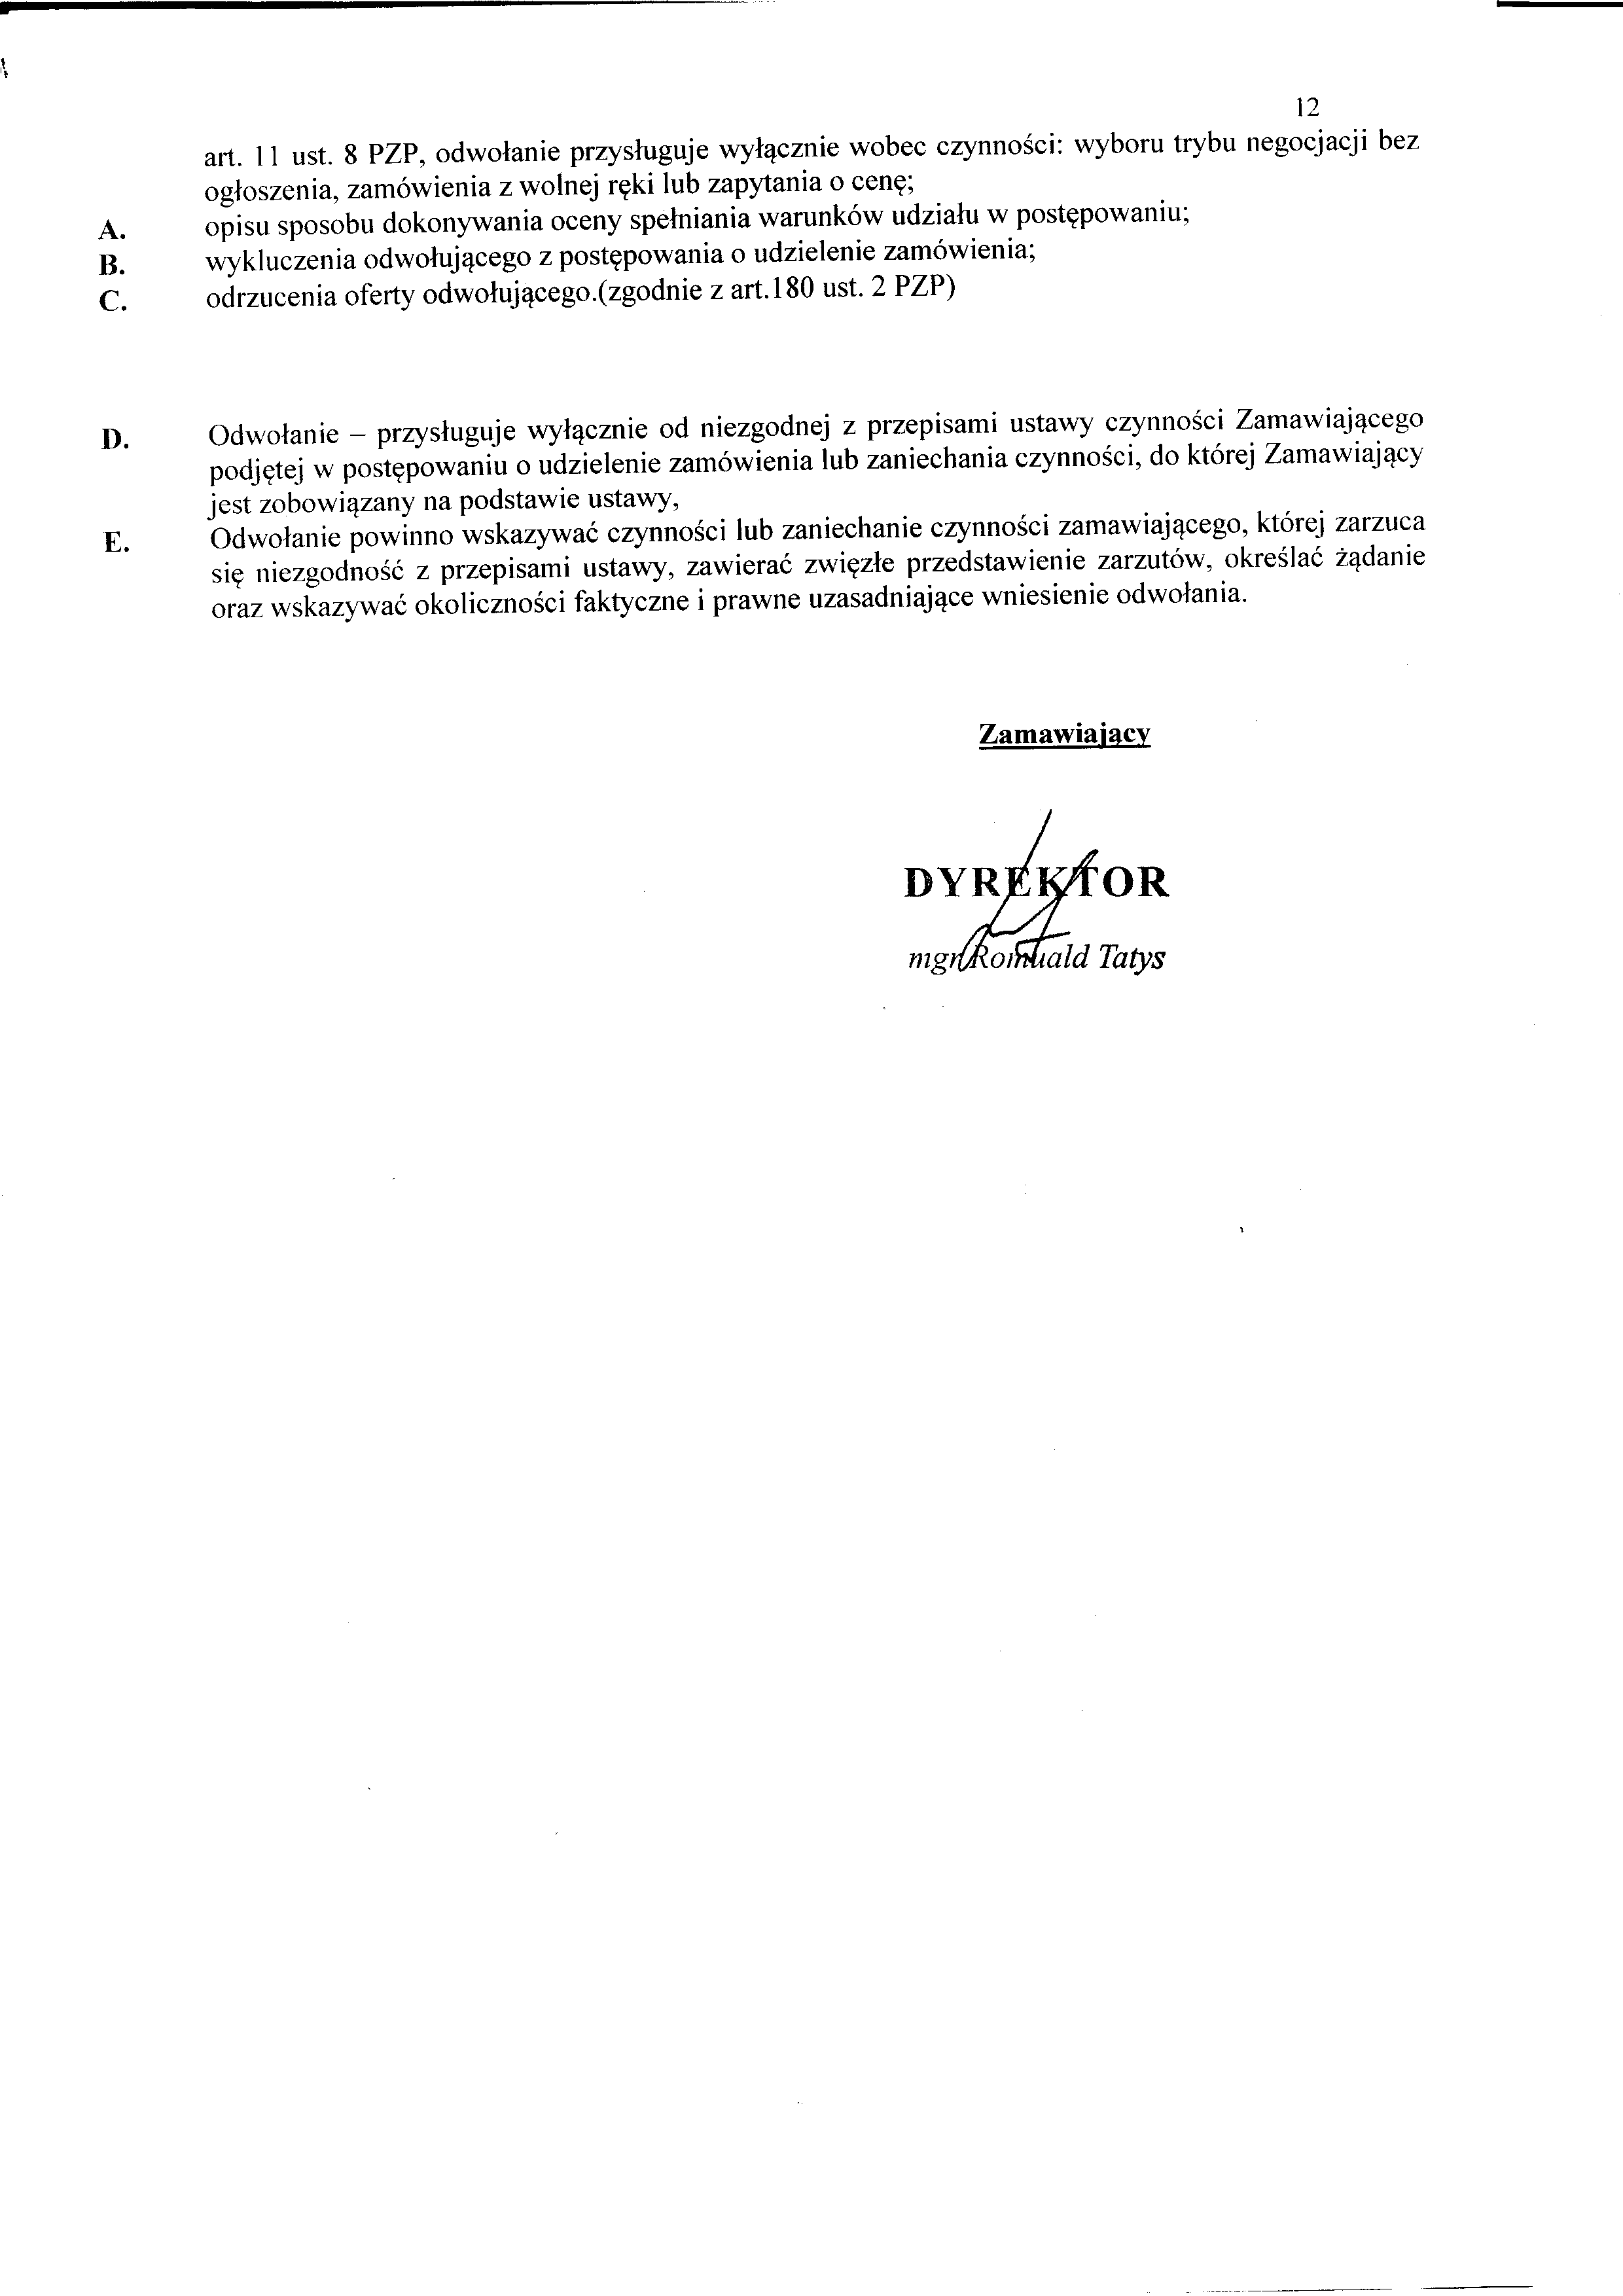 12
art. 11 ust. 8 PZP, odwołanie przysługuje wyłącznie wobec czynności: wyboru trybu negocjacji bez
ogłoszenia, zamówienia z wolnej ręki lub zapytania o cenę;
A. opisu sposobu dokonywania oceny spełniania warunków udziału w postępowaniu;
B. wykluczenia odwołującego z postępowania o udzielenie zamówienia;
C. odrzucenia oferty odwołującego.(zgodnie z art.180 ust. 2 PZP)
D. Odwołanie – przysługuje wyłącznie od niezgodnej z przepisami ustawy czynności Zamawiającego
podjętej w postępowaniu o udzielenie zamówienia lub zaniechania czynności, do której Zamawiający
jest zobowiązany na podstawie ustawy,
E. Odwołanie powinno wskazywać czynności lub zaniechanie czynności zamawiającego, której zarzuca
się niezgodność z przepisami ustawy, zawierać zwięzłe przedstawienie zarzutów, określać żądanie
oraz wskazywać okoliczności faktyczne i prawne uzasadniające wniesienie odwołania.
Zamawiający
DYREKTOR
mgr Romuald Tatys